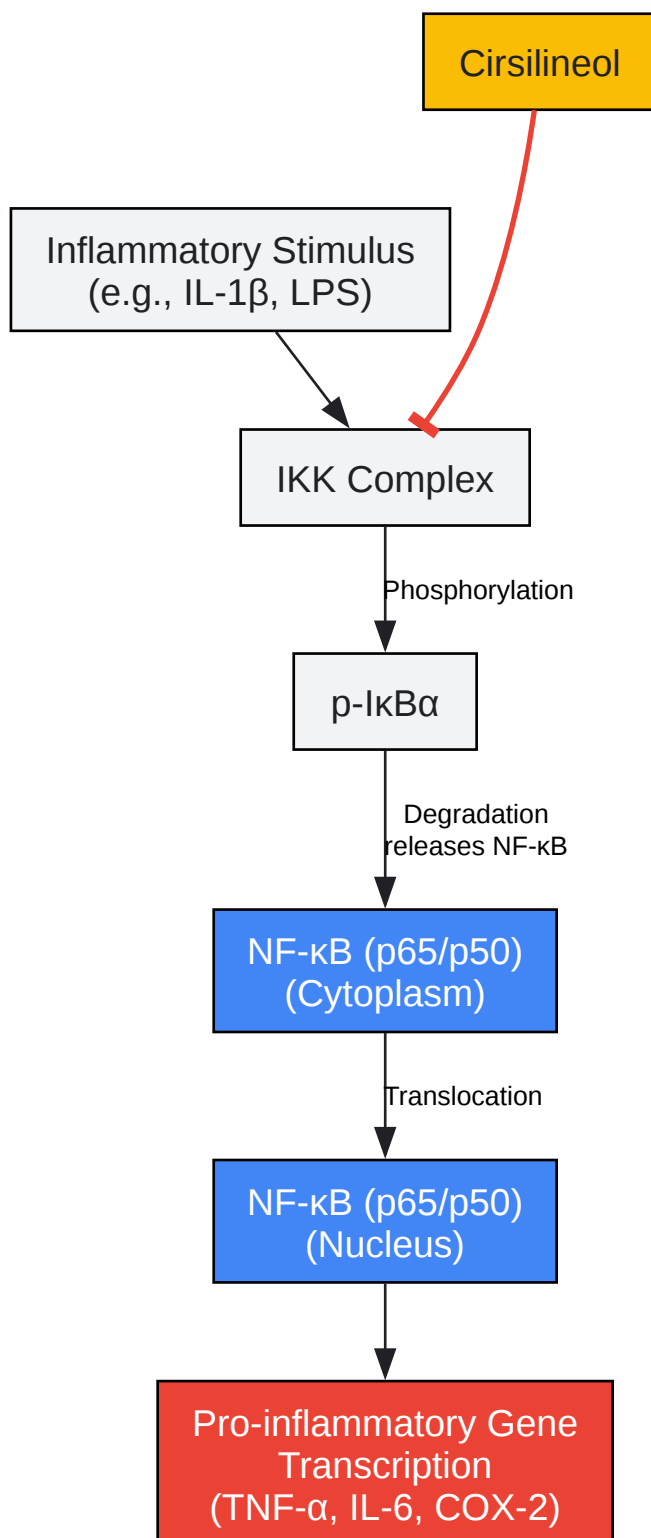 Cirsilineol
Inflammatory Stimulus
(e.g., IL-1β, LPS)
IKK Complex
Phosphorylation
p-IκBα
Degradation
releases NF-κB
NF-κB (p65/p50)
(Cytoplasm)
Translocation
NF-κB (p65/p50)
(Nucleus)
Pro-inflammatory Gene
Transcription
(TNF-α, IL-6, COX-2)